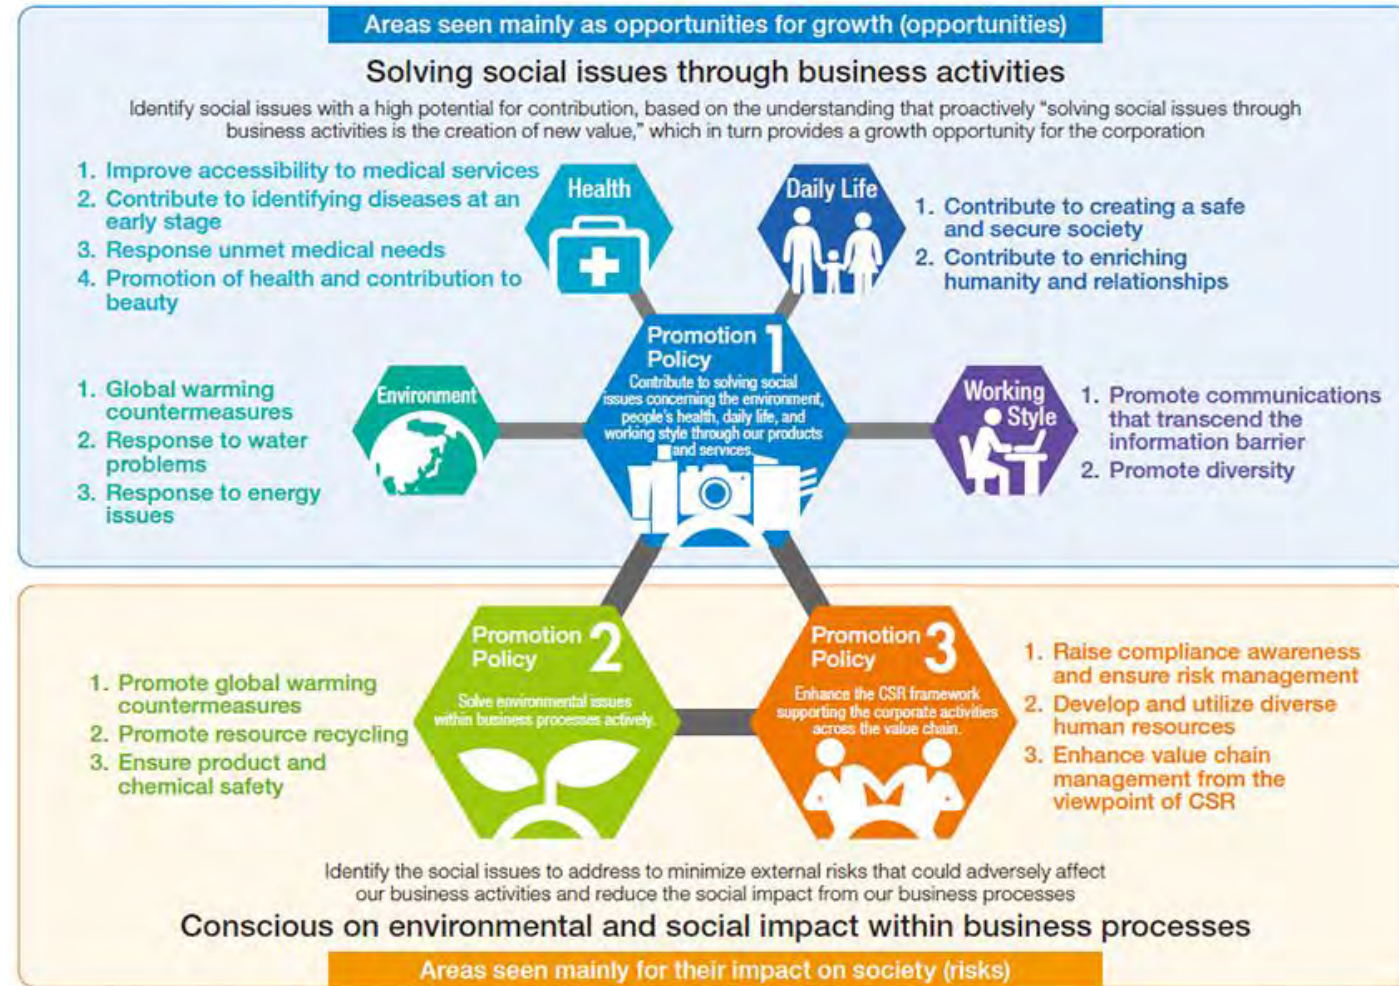 Areas seen mainly as opportunities for growth (opportunities)
Solving social issues through business activities
Identify social issues with a high potential for contribution, based on the understanding that proactively “solving social issues through
business activities is the creation of new value,” which in turn provides a growth opportunity for the corporation
1. Improve accessibility to medical services
2. Contribute to identifying diseases at an
early stage
3. Response unmet medical needs
4. Promotion of health and contribution to
beauty
Health
Daily Life
1. Contribute to creating a safe
and secure society
2. Contribute to enriching
humanity and relationships
1. Global warming
countermeasures
2. Response to water
problems
3. Response to energy
issues
Environment
Promotion
Policy 1
Contribute to solving social
issues concerning the environment,
people's health, daily life, and
working style through our products
and services.
Working
Style
1. Promote communications
that transcend the
information barrier
2. Promote diversity
1. Promote global warming
countermeasures
2. Promote resource recycling
3. Ensure product and
chemical safety
Promotion
Policy 2
Solve environmental issues
within business processes actively.
Promotion
Policy 3
Enhance the CSR framework
supporting the corporate activities
across the value chain.
1. Raise compliance awareness
and ensure risk management
2. Develop and utilize diverse
human resources
3. Enhance value chain
management from the
viewpoint of CSR
Identify the social issues to address to minimize external risks that could adversely affect
our business activities and reduce the social impact from our business processes
Conscious on environmental and social impact within business processes
Areas seen mainly for their impact on society (risks)